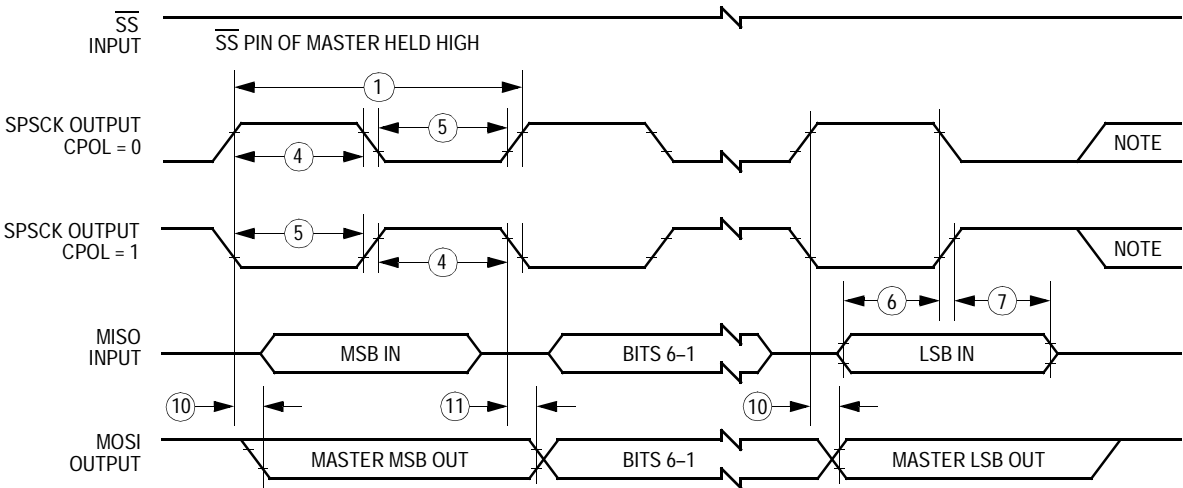 SS
INPUT
SS PIN OF MASTER HELD HIGH
1
SPSCK OUTPUT
CPOL = 0
5
4
NOTE
SPSCK OUTPUT
CPOL = 1
5
4
NOTE
6
7
MISO
INPUT
MSB IN
BITS 6–1
LSB IN
10
11
10
MOSI
OUTPUT
MASTER MSB OUT
BITS 6–1
MASTER LSB OUT